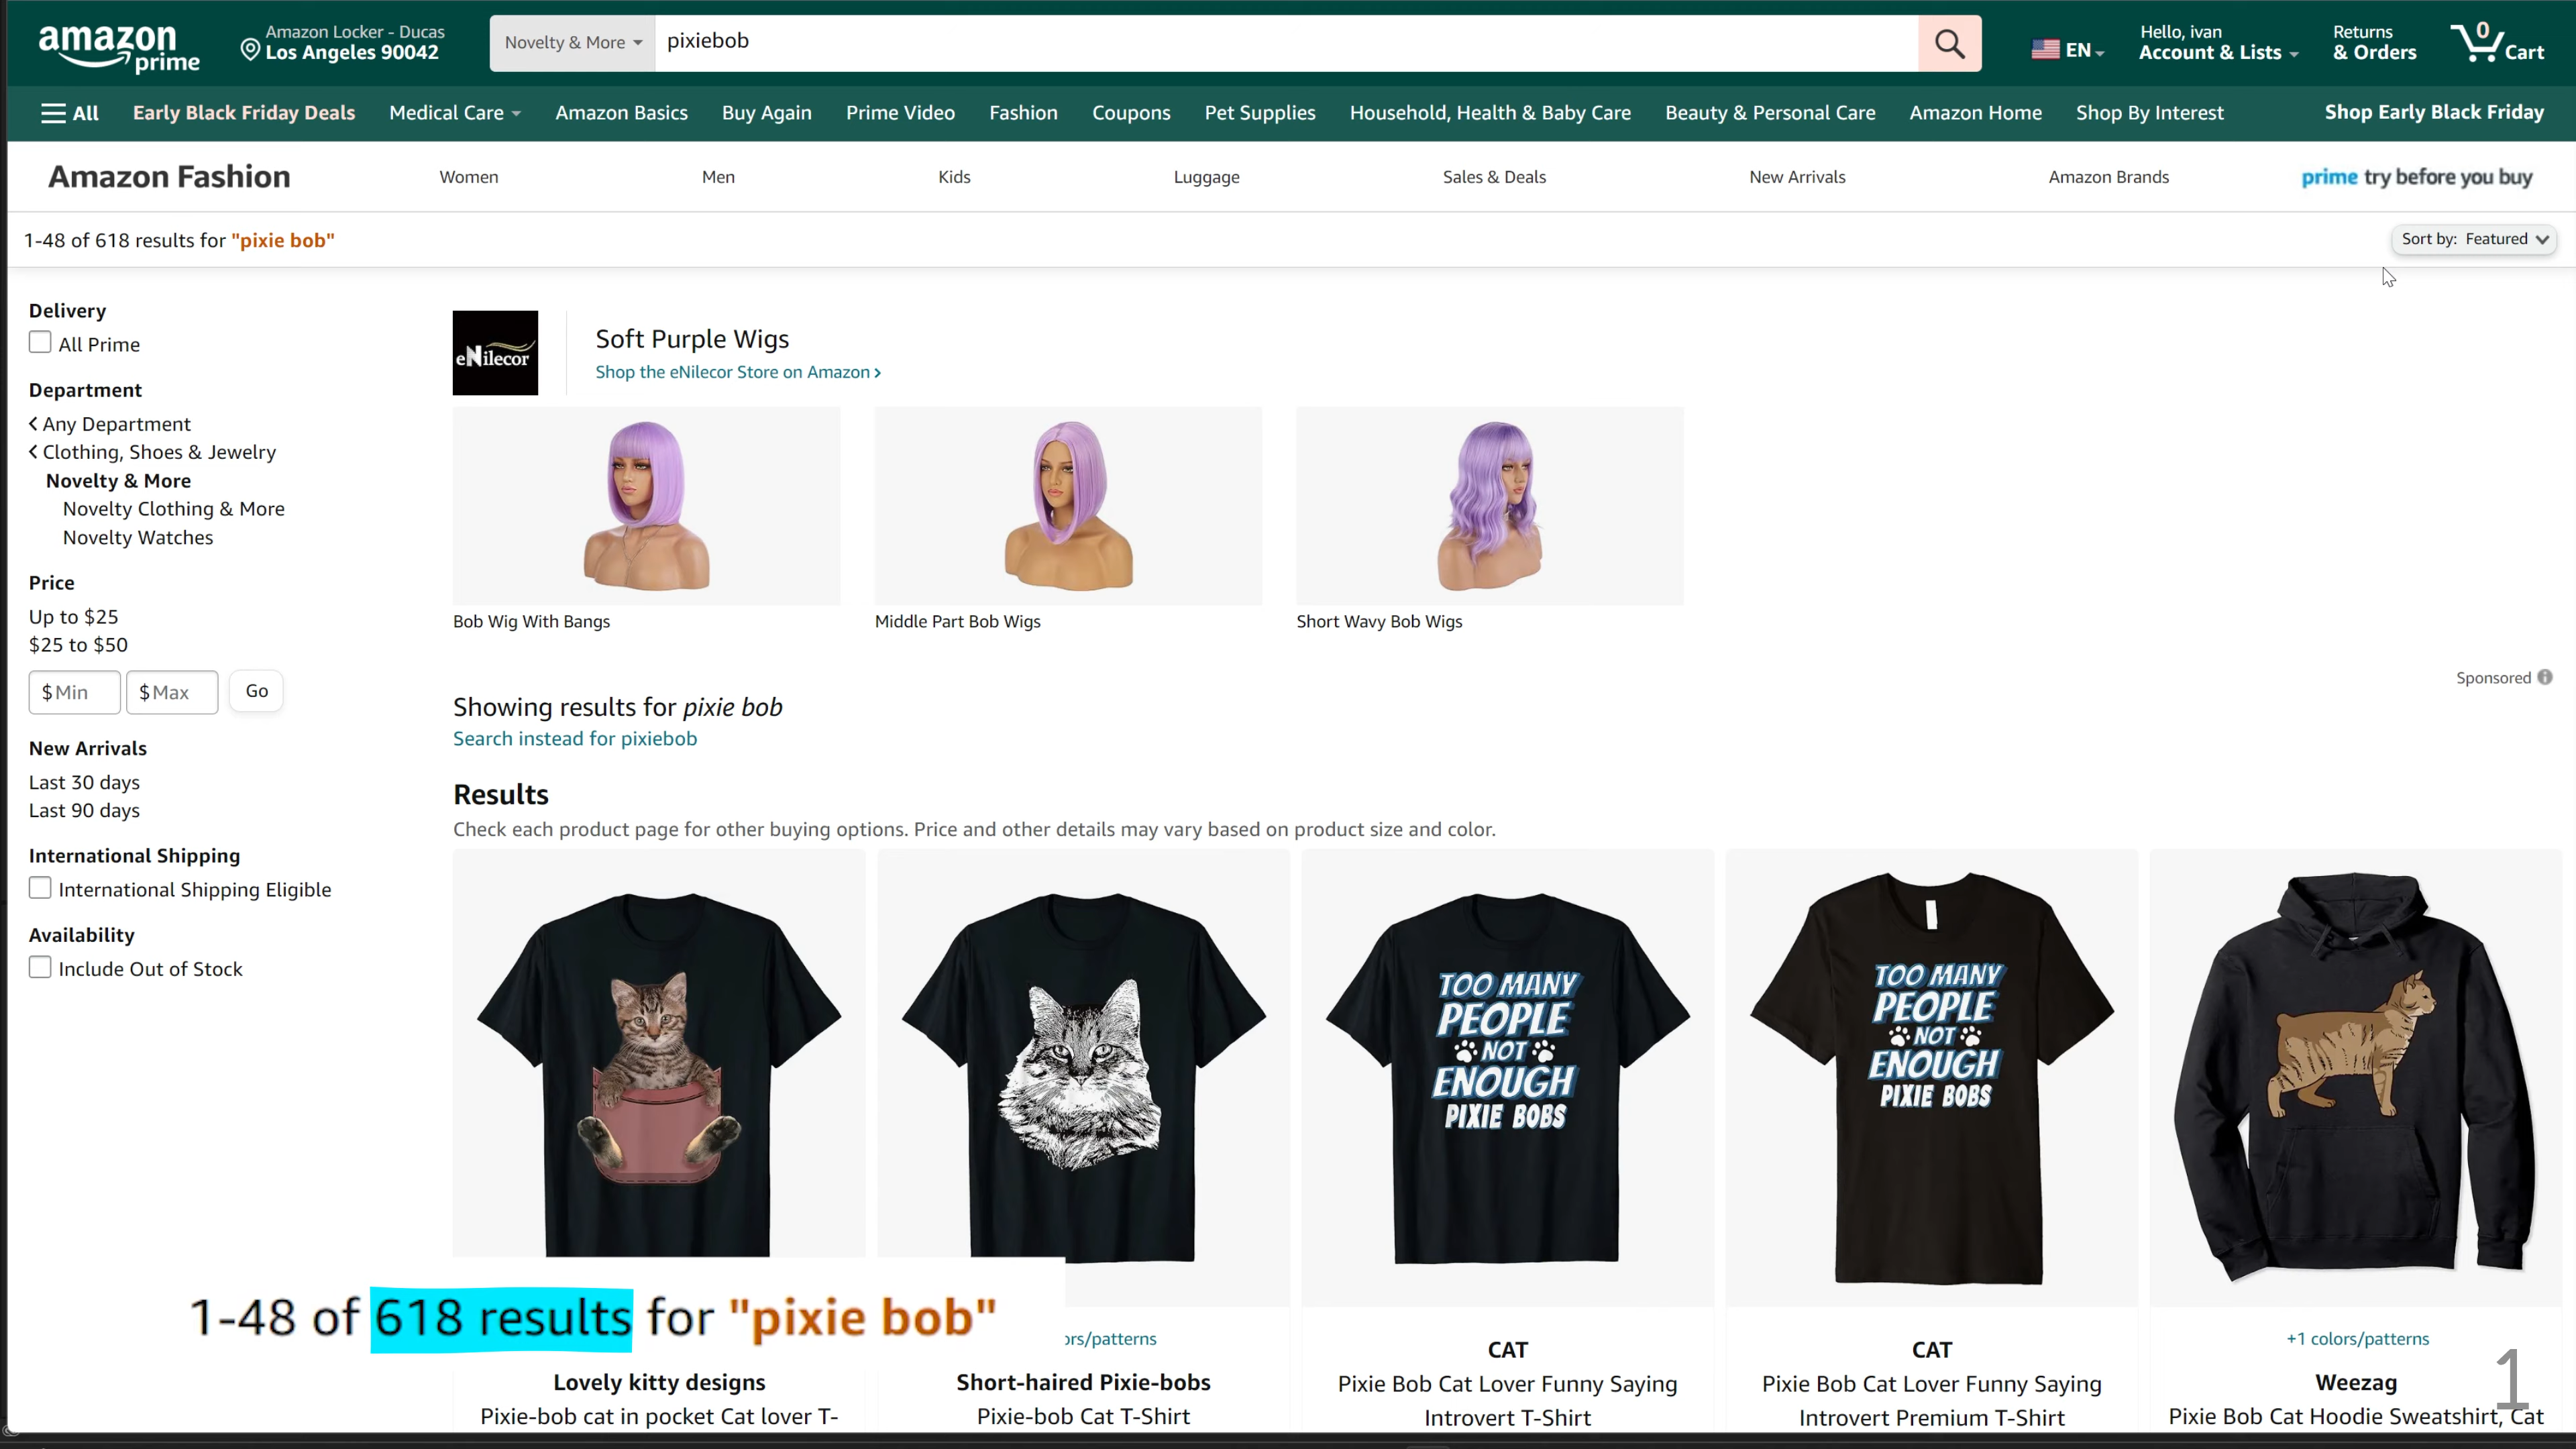 amazon prime
Amazon Locker - Ducas
Los Angeles 90042
Novelty & More
pixiebob
EN
Hello, ivan
Account & Lists
Returns
& Orders
0
Cart
All
Early Black Friday Deals
Medical Care
Amazon Basics
Buy Again
Prime Video
Fashion
Coupons
Pet Supplies
Household, Health & Baby Care
Beauty & Personal Care
Amazon Home
Shop By Interest
Shop Early Black Friday
Amazon Fashion
Women
Men
Kids
Luggage
Sales & Deals
New Arrivals
Amazon Brands
prime try before you buy
1-48 of 618 results for "pixie bob"
Sort by: Featured
Delivery
All Prime
Department
Any Department
Clothing, Shoes & Jewelry
Novelty & More
Novelty Clothing & More
Novelty Watches
Price
Up to $25
$25 to $50
$ Min
$ Max
Go
New Arrivals
Last 30 days
Last 90 days
International Shipping
International Shipping Eligible
Availability
Include Out of Stock
eNilecor
Soft Purple Wigs
Shop the eNilecor Store on Amazon
Bob Wig With Bangs
Middle Part Bob Wigs
Short Wavy Bob Wigs
Sponsored
Showing results for pixie bob
Search instead for pixiebob
Results
Check each product page for other buying options. Price and other details may vary based on product size and color.
TOO MANY
PEOPLE
NOT
ENOUGH
PIXIE BOBS
TOO MANY
PEOPLE
NOT
ENOUGH
PIXIE BOBS
1-48 of 618 results for "pixie bob"
ors/patterns
Lovely kitty designs
Pixie-bob cat in pocket Cat lover T-
Short-haired Pixie-bobs
Pixie-bob Cat T-Shirt
CAT
Pixie Bob Cat Lover Funny Saying
Introvert T-Shirt
CAT
Pixie Bob Cat Lover Funny Saying
Introvert Premium T-Shirt
+1 colors/patterns
Weezag
Pixie Bob Cat Hoodie Sweatshirt, Cat
1